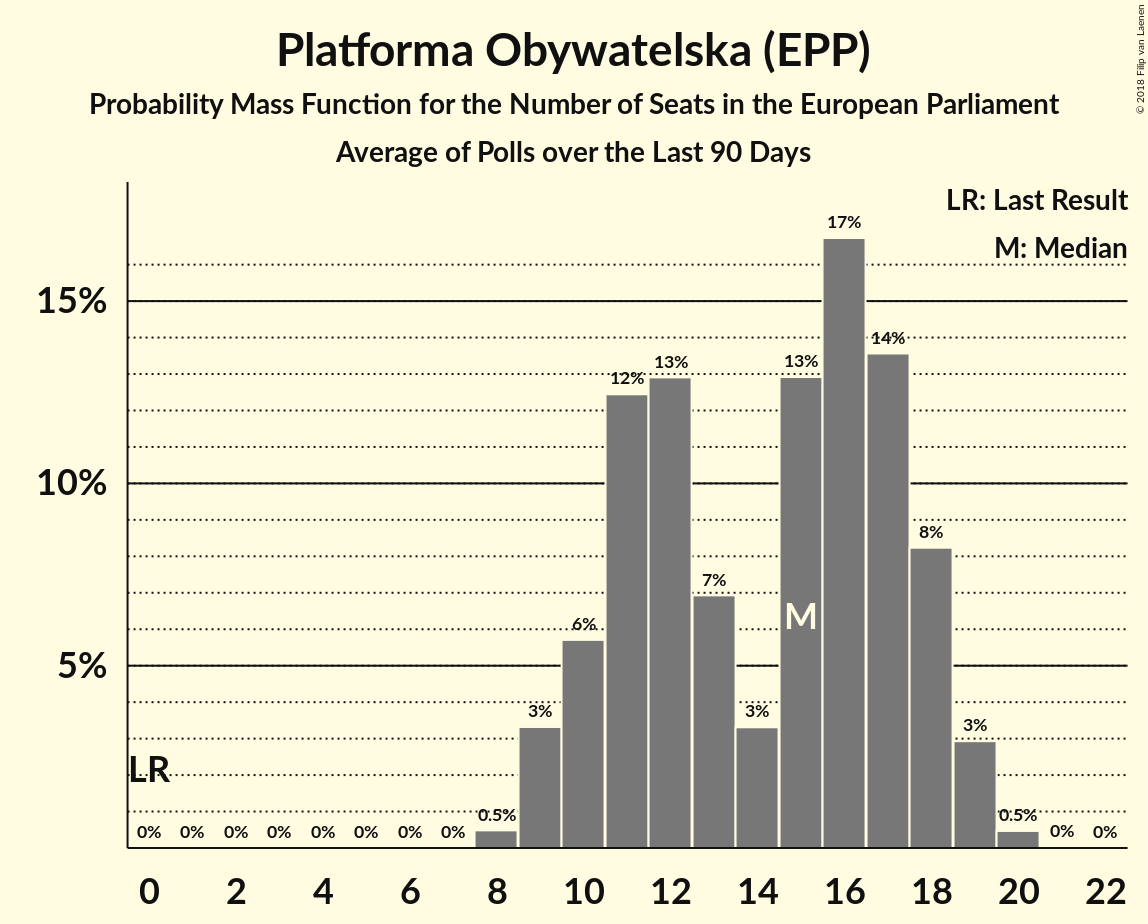 Platforma Obywatelska (EPP)
Probability Mass Function for the Number of Seats in the European Parliament
Average of Polls over the Last 90 Days
© 2018 Filip van Laenen
LR: Last Result
M: Median
17%
15%
14%
13%
13%
12%
10%
8%
7%
6%
M
5%
3%
3%
3%
LR
0.5%
0.5%
0% 0% 0% 0% 0% 0% 0% 0% 0% 0%
0 2 4 6 8 10 12 14 16 18 20 22